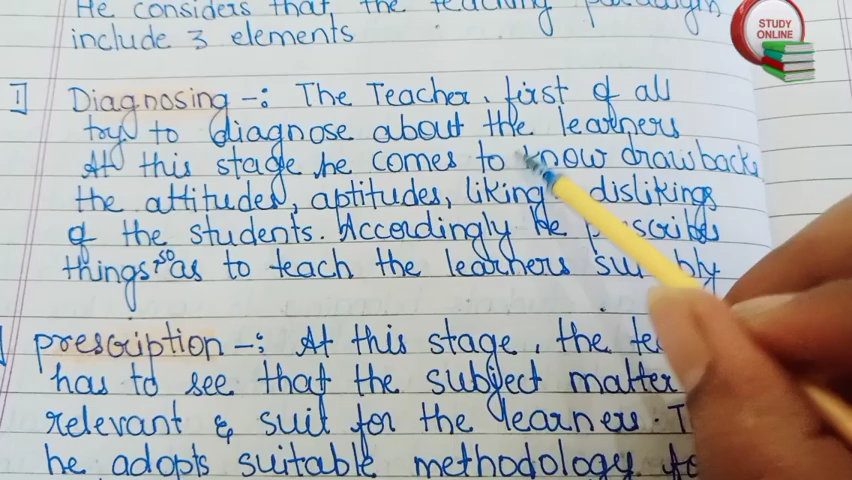 He considers that the teaching paradigm
include 3 elements
STUDY
ONLINE
1] Diagnosing -: The Teacher, first of all
try to diagnose about the learners
At this stage he comes to know drawbacks
the attitudes, aptitudes, liking dislikings
of the students. Accordingly he prescribes
things, so as to teach the learners suitably
] prescription -: At this stage, the
has to see that the subject matter
relevant & suit for the learners.
he adopts suitable methodology